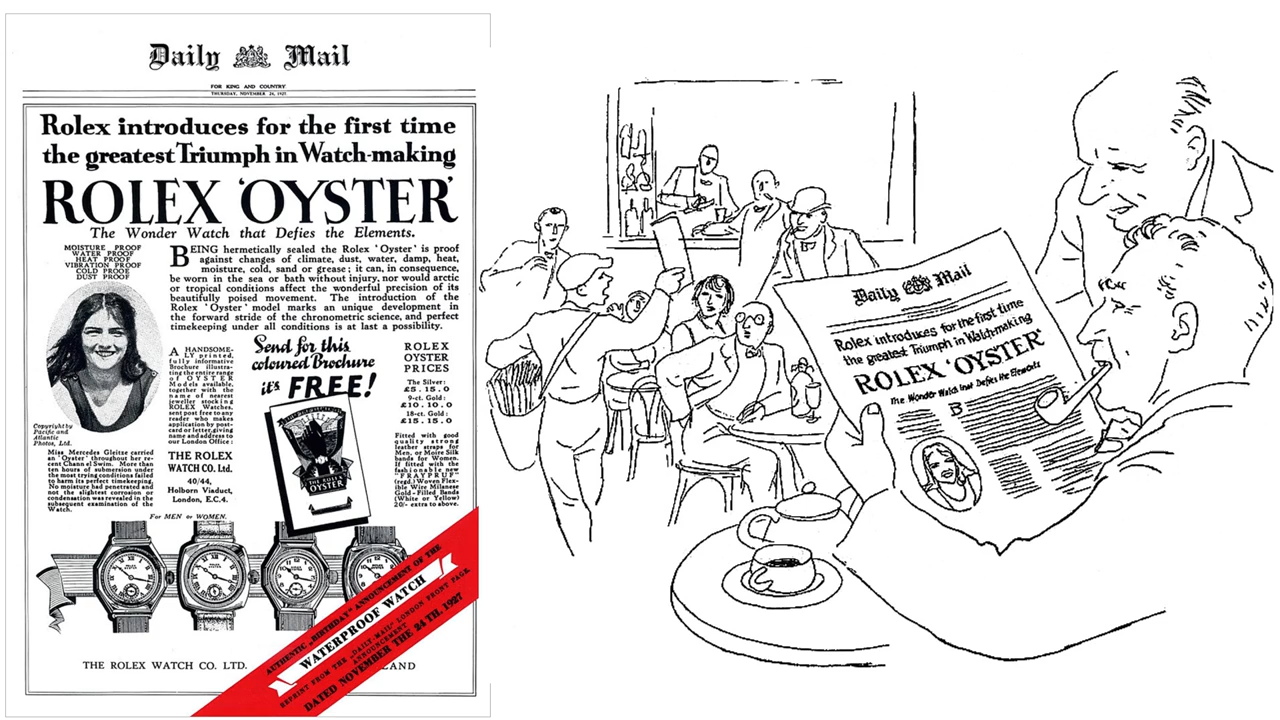 Daily Mail
FOR KING AND COUNTRY
THURSDAY, NOVEMBER 24, 1927
Rolex introduces for the first time
the greatest Triumph in Watch-making
ROLEX 'OYSTER'
The Wonder Watch that Defies the Elements.
MOISTURE PROOF
WATER PROOF
HEAT PROOF
VIBRATION PROOF
COLD PROOF
DUST PROOF
BEING hermetically sealed the Rolex 'Oyster' is proof
against changes of climate, dust, water, damp, heat,
moisture, cold, sand or grease; it can, in consequence,
be worn in the sea or bath without injury, nor would arctic
or tropical conditions affect the wonderful precision of its
beautifully poised movement. The introduction of the
Rolex 'Oyster' model marks an unique development in
the forward stride of the chronometric science, and perfect
timekeeping under all conditions is at last a possibility.
Copyright by
Pacific and
Atlantic
Photos, Ltd.
Miss Mercedes Gleitze carried
an 'Oyster' throughout her re-
cent Channel Swim. More than
ten hours of submersion under
the most trying conditions failed
to harm its perfect timekeeping.
No moisture had penetrated and
not the slightest corrosion or
condensation was revealed in the
subsequent examination of the
Watch.
A HANDSOME-
LY printed,
fully informative
Brochure illustra-
ting the entire range
of OYSTER
Models available,
together with the
name of nearest
jeweller stocking
ROLEX Watches,
sent post free to any
reader who makes
application by post-
card or letter, giving
name and address to
our London Office:
THE ROLEX
WATCH CO. Ltd.
40/44,
Holborn Viaduct,
London, E.C.4.
Send for this
coloured Brochure
it's FREE!
THE ROLEX
OYSTER
ROLEX
OYSTER
PRICES
The Silver:
£5.15.0
9-ct. Gold:
£10.10.0
18-ct. Gold:
£15.15.0
Fitted with good
quality strong
leather straps for
Men, or Moire Silk
bands for Women.
If fitted with the
fashionable new
"FRAYPRUF"
(regd.) Woven Flex-
ible Wire Milanese
Gold-Filled Bands
(White or Yellow)
20/- extra to above.
For MEN or WOMEN.
THE ROLEX WATCH CO. LTD.
LAND
AUTHENTIC „BIRTHDAY" ANNOUNCEMENT OF THE
WATERPROOF WATCH
REPRINT FROM THE „DAILY-MAIL" LONDON FRONT PAGE
ANNOUNCEMENT
DATED NOVEMBER THE 24 TH. 1927
Daily Mail
Rolex introduces for the first time
the greatest Triumph in Watchmaking
ROLEX 'OYSTER'
The Wonder Watch that Defies the Elements
B